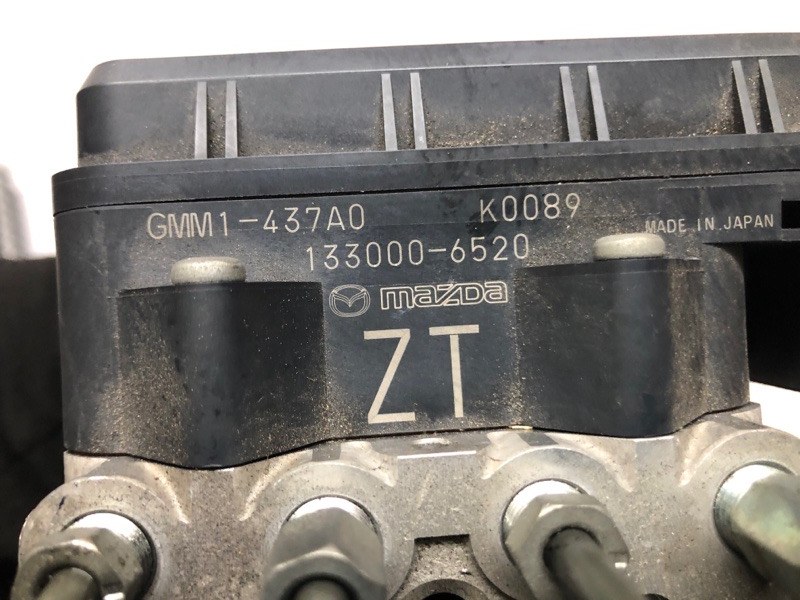 GMM1-437A0 K0089
MADE IN JAPAN
133000-6520
mazda
ZT